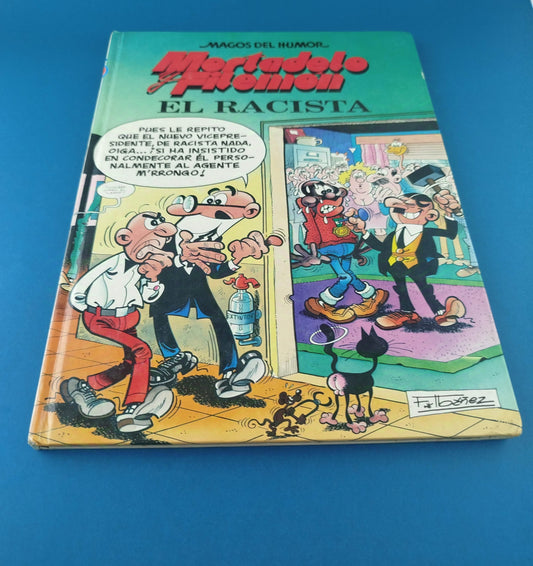 MAGOS DEL HUMOR
Mortadelo
y Filemón
EL RACISTA
PUES LE REPITO
QUE EL NUEVO VICEPRE-
SIDENTE, DE RACISTA NADA,
OIGA... ¡SI HA INSISTIDO
EN CONDECORAR ÉL PERSO-
NALMENTE AL AGENTE
M'RRONGO!
EXTINTOR
F. Ibáñez